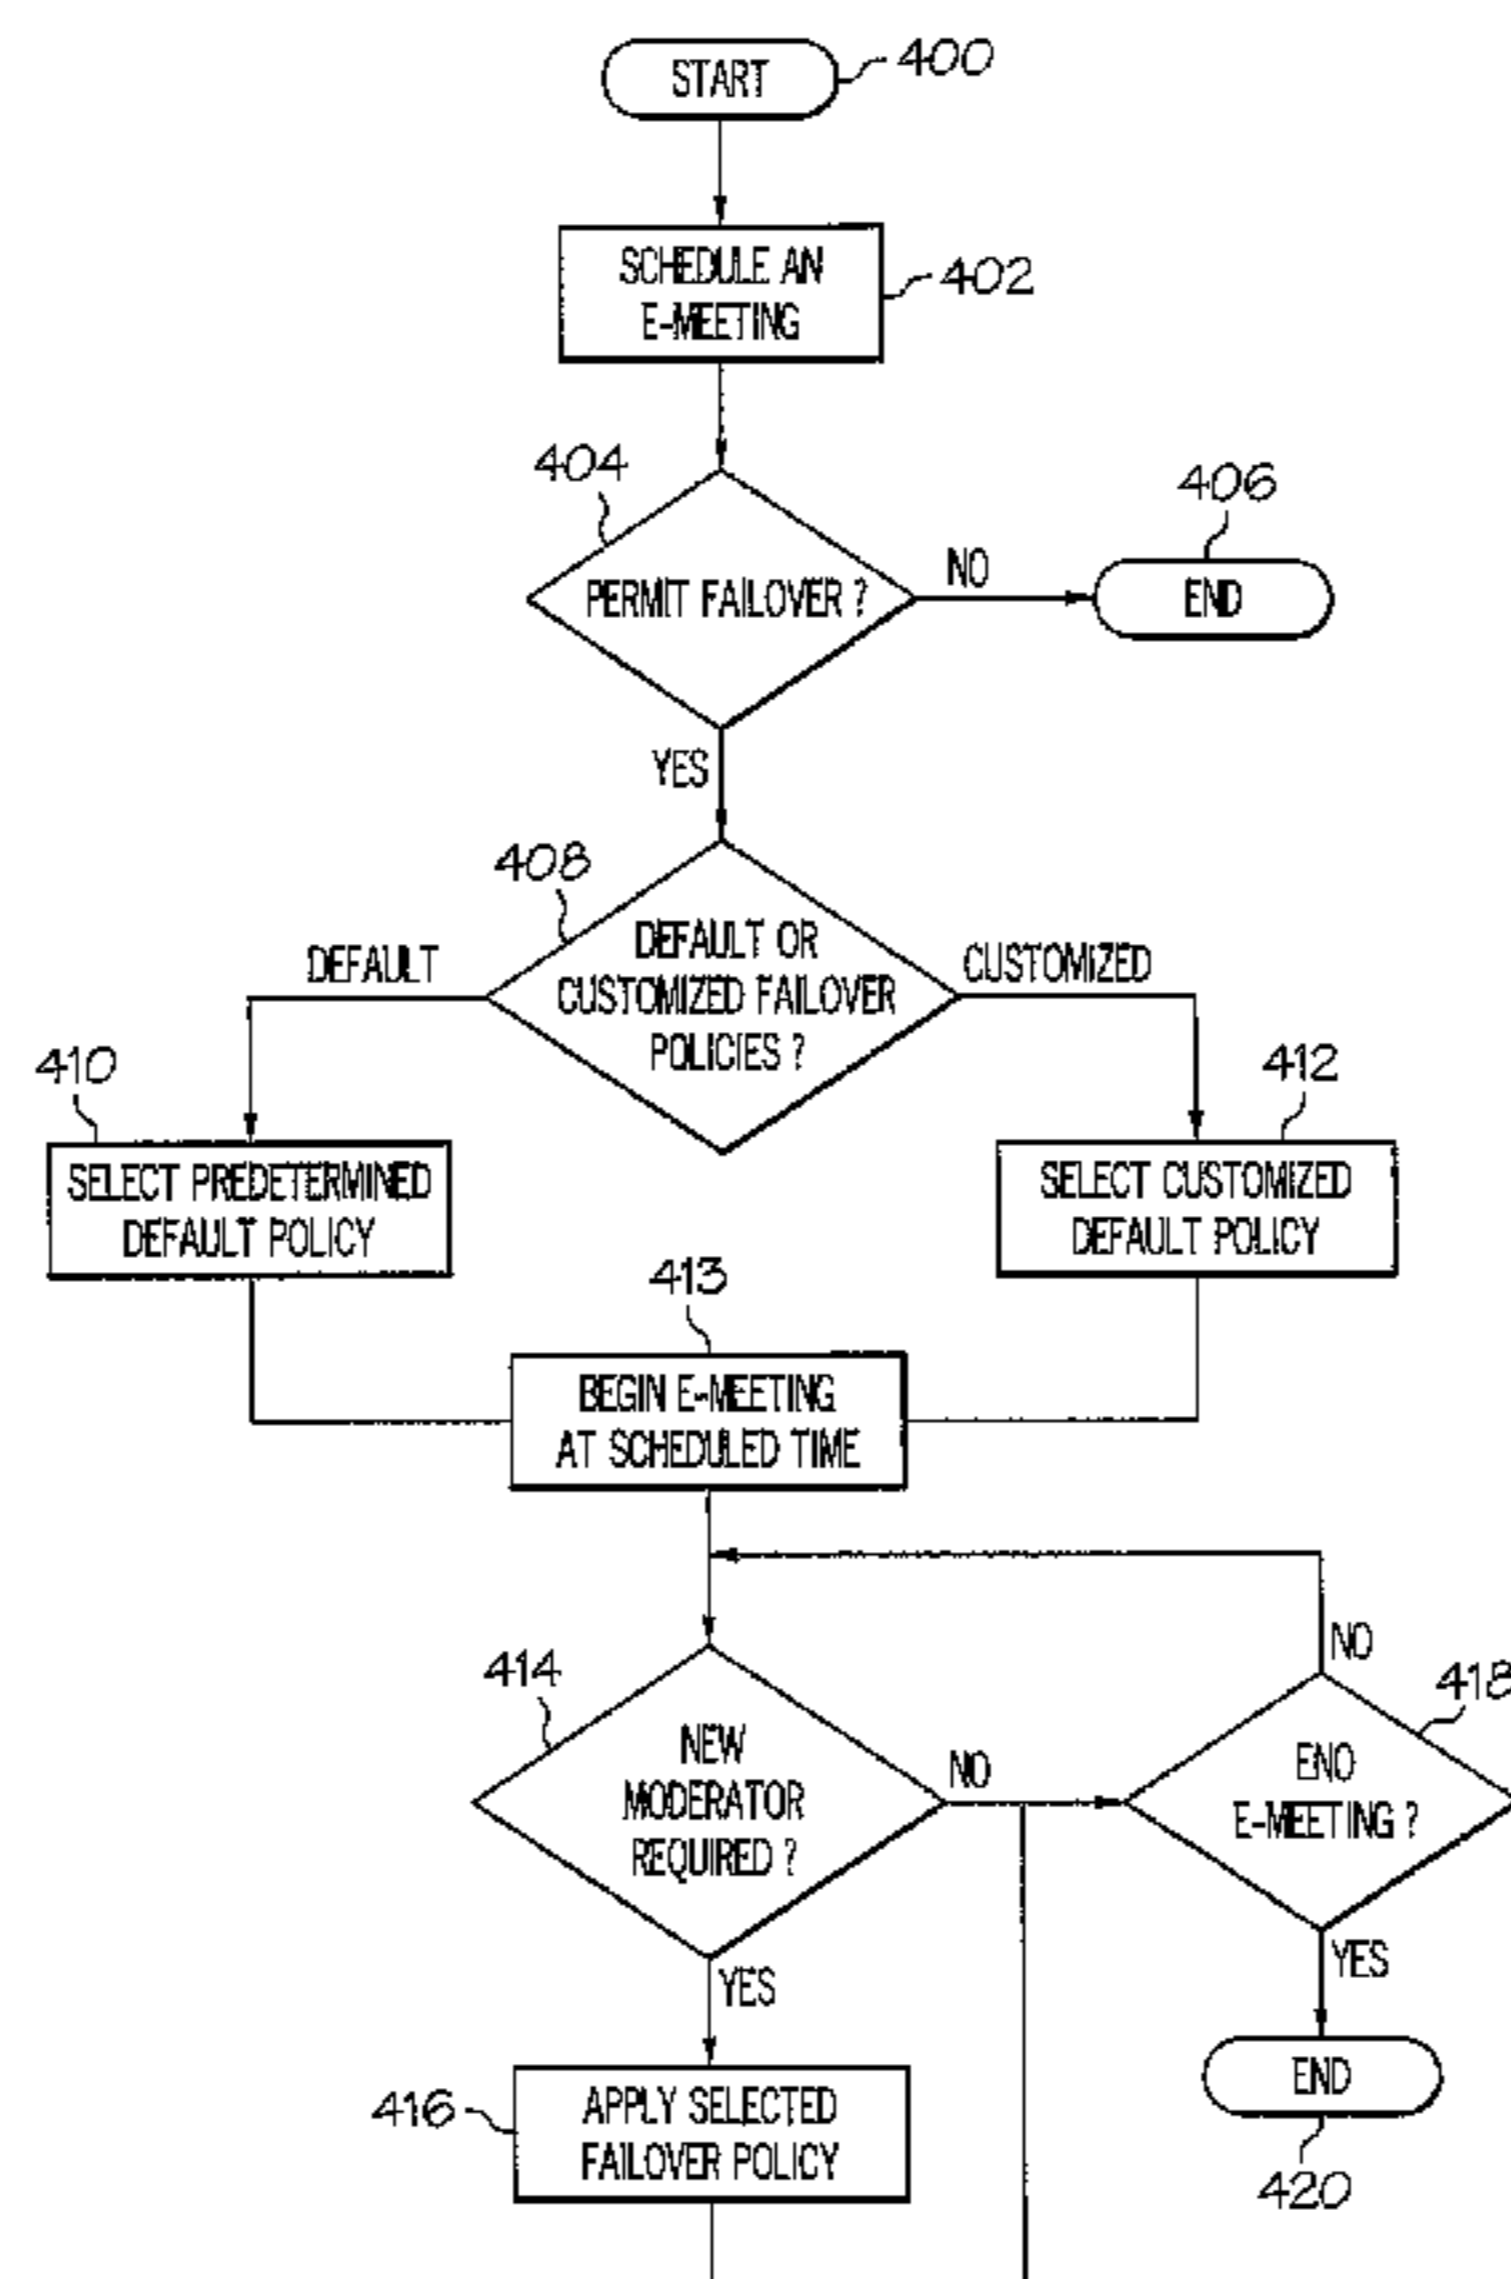 START
400
SCHEDULE AN
E-MEETING
402
404
406
PERMIT FAILOVER ?
NO
END
YES
408
DEFAULT
DEFAULT OR
CUSTOMIZED FAILOVER
POLICIES ?
CUSTOMIZED
410
412
SELECT PREDETERMINED
DEFAULT POLICY
SELECT CUSTOMIZED
DEFAULT POLICY
413
BEGIN E-MEETING
AT SCHEDULED TIME
NO
414
418
NEW
MODERATOR
REQUIRED ?
NO
ENO
E-MEETING ?
YES
YES
416
APPLY SELECTED
FAILOVER POLICY
END
420